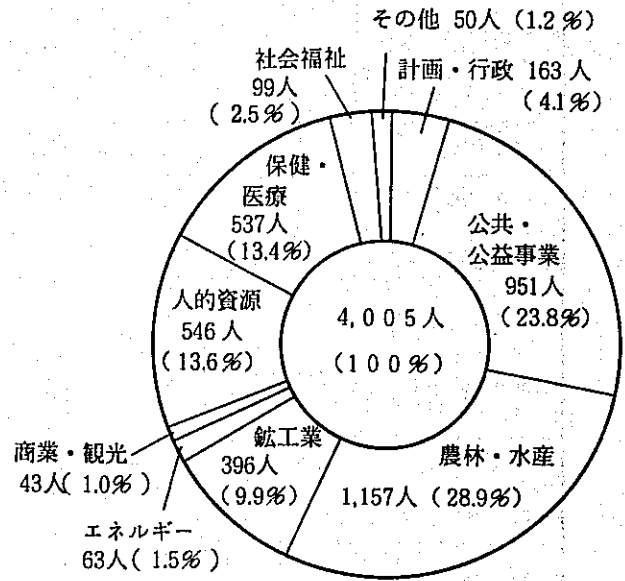 その他 50人 (1.2%)
計画・行政 163人
(4.1%)
公共・
公益事業
951人
(23.8%)
農林・水産
1,157人 (28.9%)
鉱工業
396人
(9.9%)
エネルギー
63人(1.5%)
商業・観光
43人(1.0%)
人的資源
546人
(13.6%)
保健・
医療
537人
(13.4%)
社会福祉
99人
(2.5%)
4,005人
(100%)